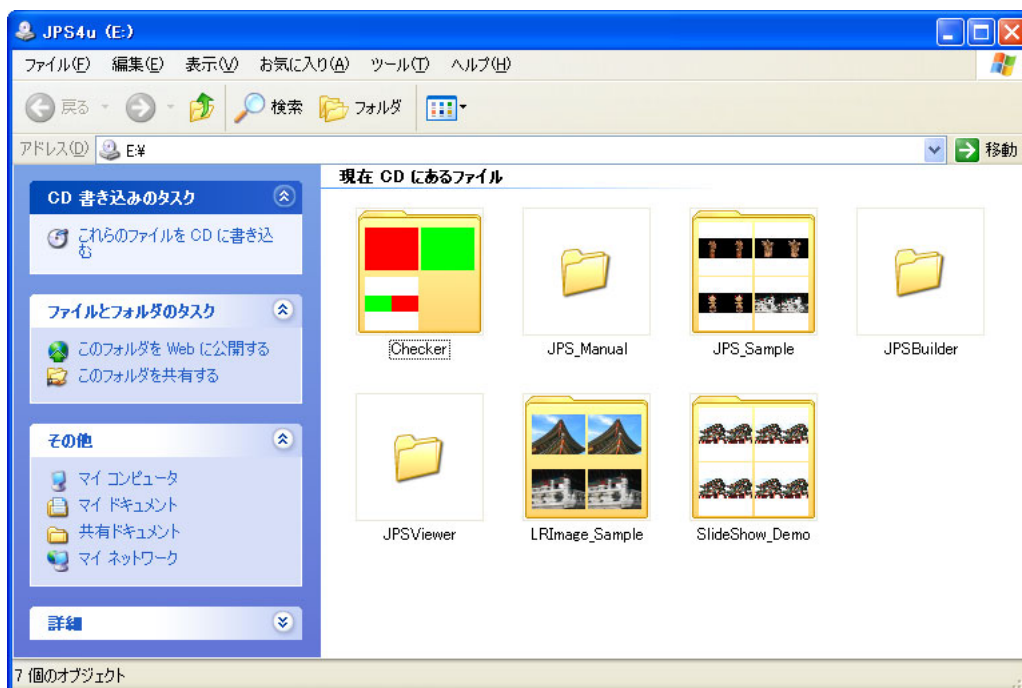 JPS4u (E:)
ファイル(F) 編集(E) 表示(V) お気に入り(A) ツール(T) ヘルプ(H)
戻る 検索 フォルダ
アドレス(D) E:¥ 移動
CD 書き込みのタスク
これらのファイルを CD に書き込
む
ファイルとフォルダのタスク
このフォルダを Web に公開する
このフォルダを共有する
その他
マイ コンピュータ
マイ ドキュメント
共有ドキュメント
マイ ネットワーク
詳細
現在 CD にあるファイル
Checker JPS_Manual JPS_Sample JPSBuilder
JPSViewer LRImage_Sample SlideShow_Demo
7 個のオブジェクト